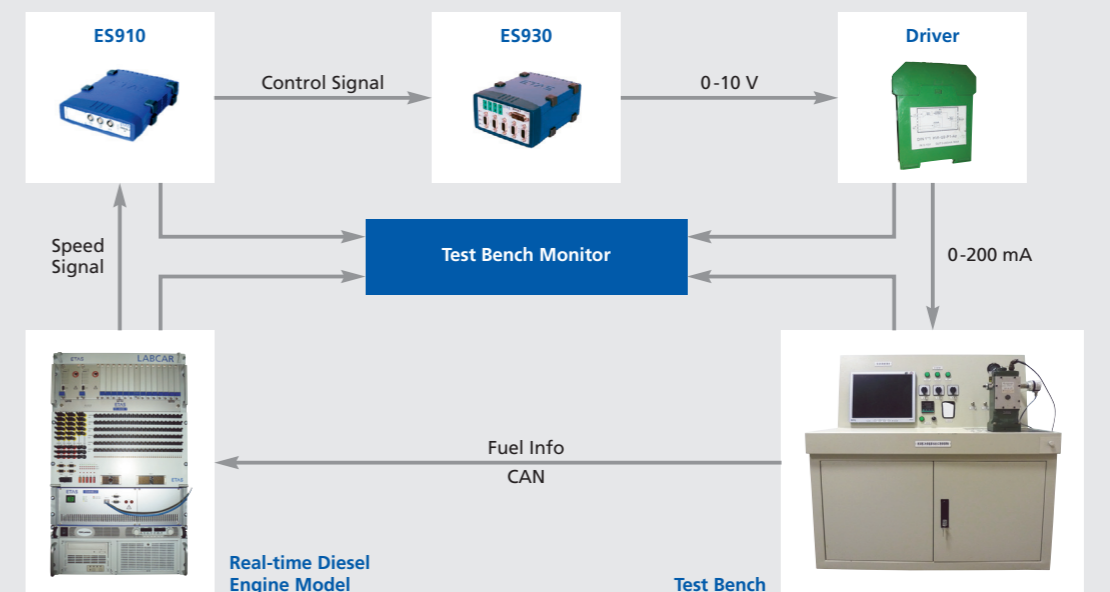 ES910
ES930
Driver
Control Signal
0-10 V
Speed
Signal
Test Bench Monitor
0-200 mA
ETAS
LABCAR
Fuel Info
CAN
Real-time Diesel
Engine Model
Test Bench